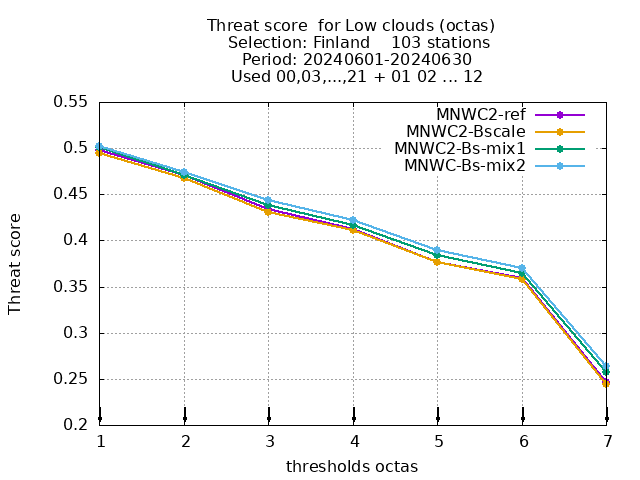 Threat score  for Low clouds (octas)
Selection: Finland    103 stations
Period: 20240601-20240630
Used 00,03,...,21 + 01 02 ... 12
MNWC2-ref
MNWC2-Bscale
MNWC2-Bs-mix1
MNWC-Bs-mix2
0.55
0.5
0.45
0.4
0.35
0.3
0.25
0.2
Threat score
1 2 3 4 5 6 7
thresholds octas